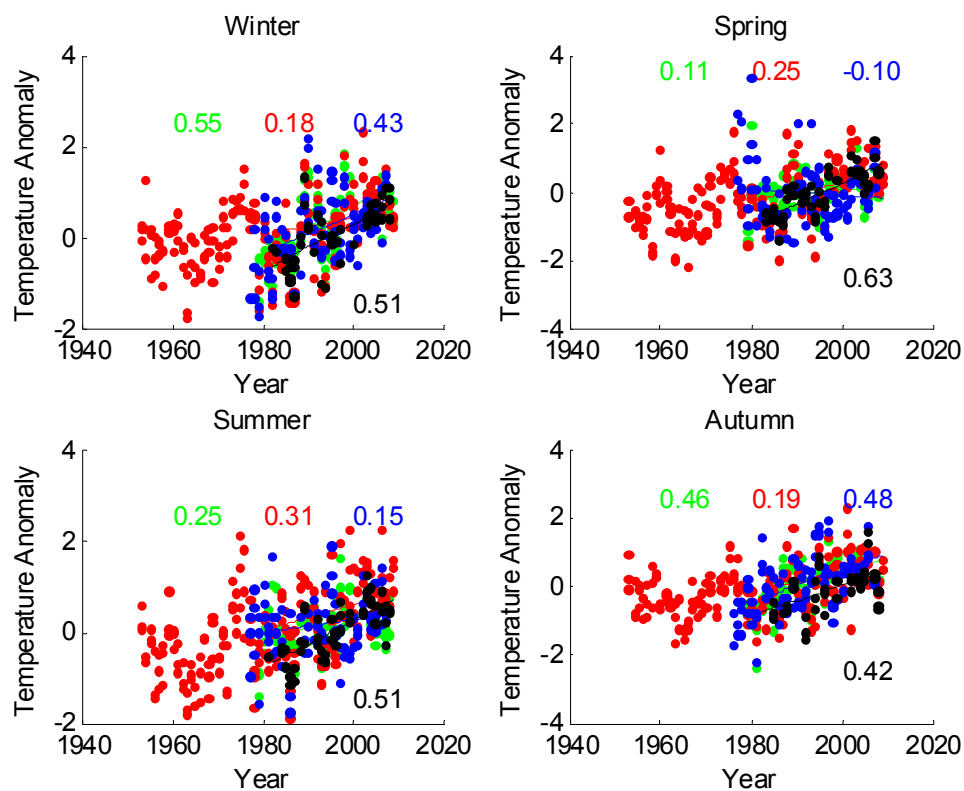 Winter
Temperature Anomaly
4
2
0
-2
0.55 0.18 0.43
0.51
1940 1960 1980 2000 2020
Year
Spring
Temperature Anomaly
4
2
0
-2
-4
0.11 0.25 -0.10
0.63
1940 1960 1980 2000 2020
Year
Summer
Temperature Anomaly
4
2
0
-2
0.25 0.31 0.15
0.51
1940 1960 1980 2000 2020
Year
Autumn
Temperature Anomaly
4
2
0
-2
-4
0.46 0.19 0.48
0.42
1940 1960 1980 2000 2020
Year